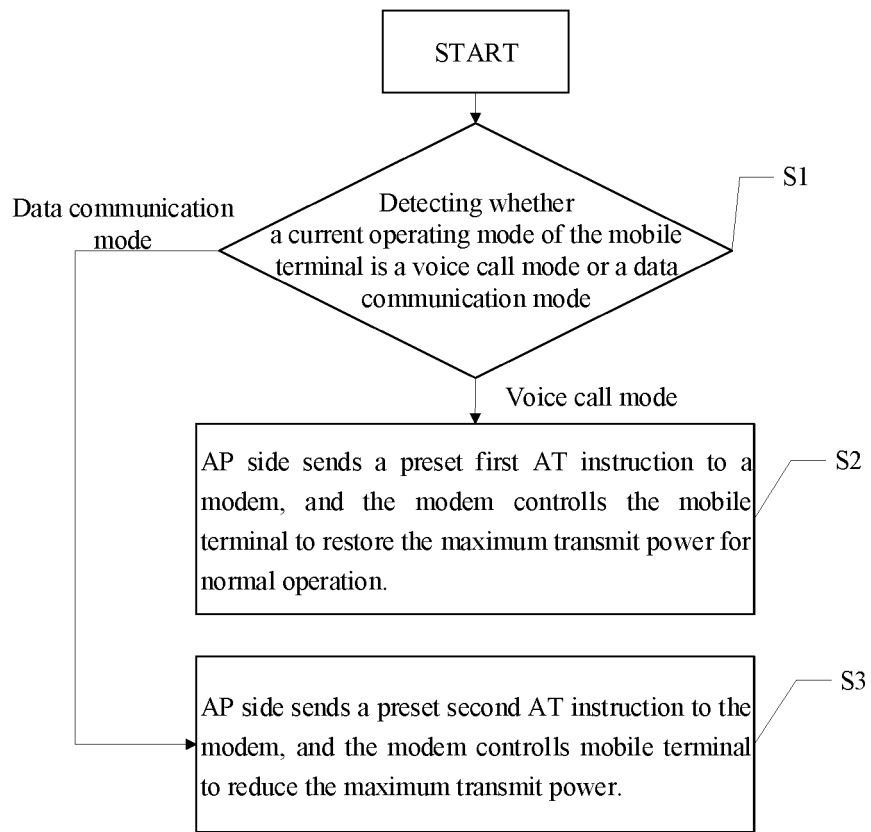 START
S1
Data communication
mode
Detecting whether
a current operating mode of the mobile
terminal is a voice call mode or a data
communication mode
Voice call mode
AP side sends a preset first AT instruction to a
modem, and the modem controlls the mobile
terminal to restore the maximum transmit power for
normal operation.
S2
AP side sends a preset second AT instruction to the
modem, and the modem controlls mobile terminal
to reduce the maximum transmit power.
S3